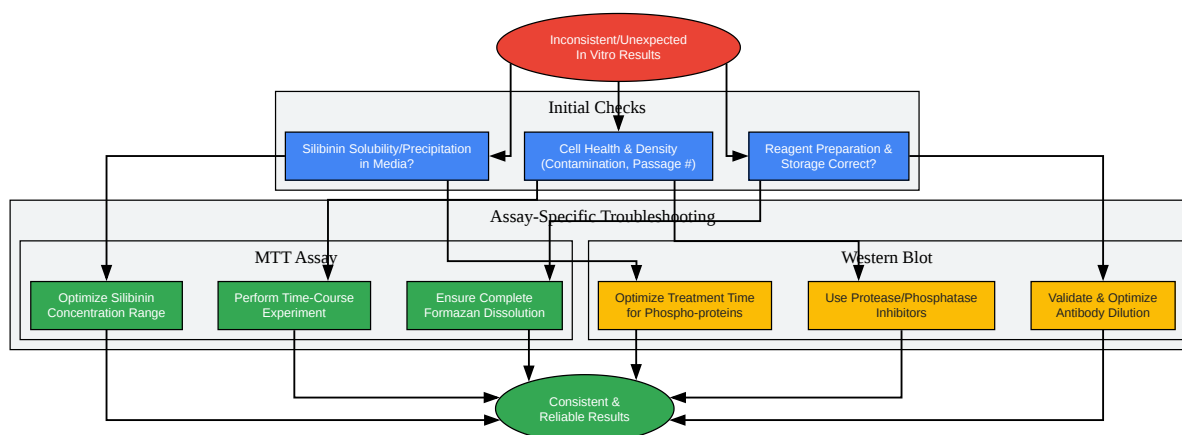 Inconsistent/Unexpected
In Vitro Results
Initial Checks
Silibinin Solubility/Precipitation
in Media?
Cell Health & Density
(Contamination, Passage #)
Reagent Preparation &
Storage Correct?
Assay-Specific Troubleshooting
MTT Assay
Western Blot
Optimize Silibinin
Concentration Range
Perform Time-Course
Experiment
Ensure Complete
Formazan Dissolution
Optimize Treatment Time
for Phospho-proteins
Use Protease/Phosphatase
Inhibitors
Validate & Optimize
Antibody Dilution
Consistent &
Reliable Results